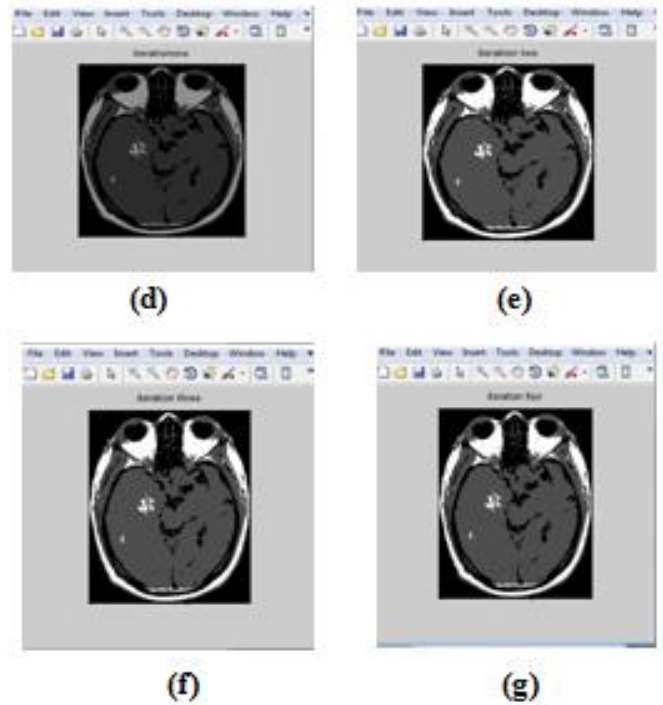 File Edit View Insert Tools Desktop Window Help
File Edit View Insert Tools Desktop Window Help
iteration two
(d)
(e)
File Edit View Insert Tools Desktop Window Help
File Edit View Insert Tools Desktop Window Help
iteration three
iteration four
(f)
(g)